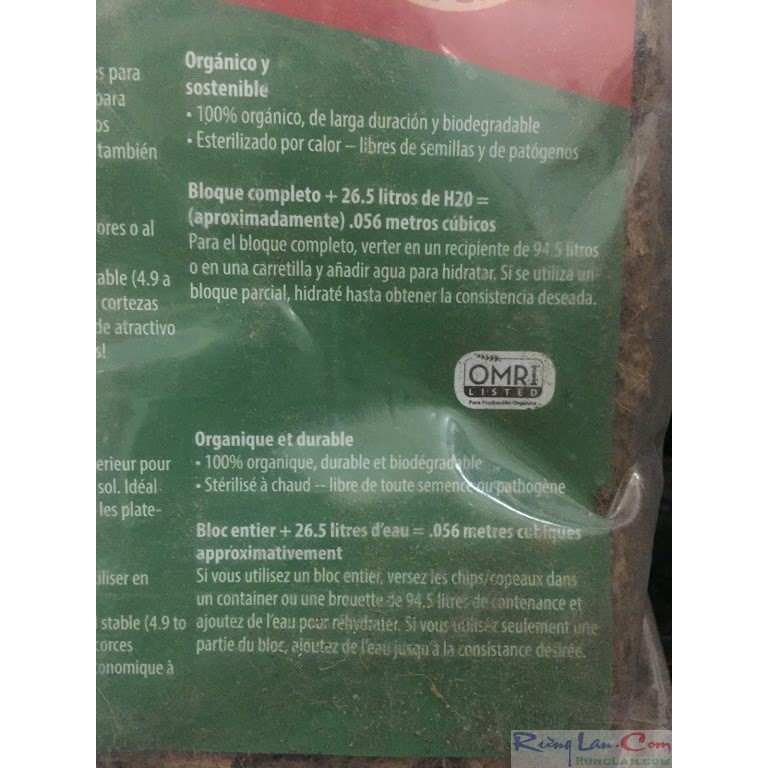 s para
para
os
también
ores o al
able (4.9 a
cortezas
de atractivo
s!
Orgánico y
sostenible
• 100% orgánico, de larga duración y biodegradable
• Esterilizado por calor – libres de semillas y de patógenos
Bloque completo + 26.5 litros de H20 =
(aproximadamente) .056 metros cúbicos
Para el bloque completo, verter en un recipiente de 94.5 litros
o en una carretilla y añadir agua para hidratar. Si se utiliza un
bloque parcial, hidraté hasta obtener la consistencia deseada.
OMRI
LISTED
Para Producción Orgánica
erieur pour
sol. Idéal
les plate-
iliser en
stable (4.9 to
corces
onomique à
Organique et durable
• 100% organique, durable et biodégradable
• Stérilisé à chaud -- libre de toute semence ou pathogène
Bloc entier + 26.5 litres d'eau = .056 metres cubiques
approximativement
Si vous utilisez un bloc entier, versez les chips/copeaux dans
un container ou une brouette de 94.5 litres de contenance et
ajoutez de l'eau pour réhydrater. Si vous utilisez seulement une
partie du bloc, ajoutez de l'eau jusqu'à la consistance désirée.
Rừng Lan.Com
RUNGLAN.COM